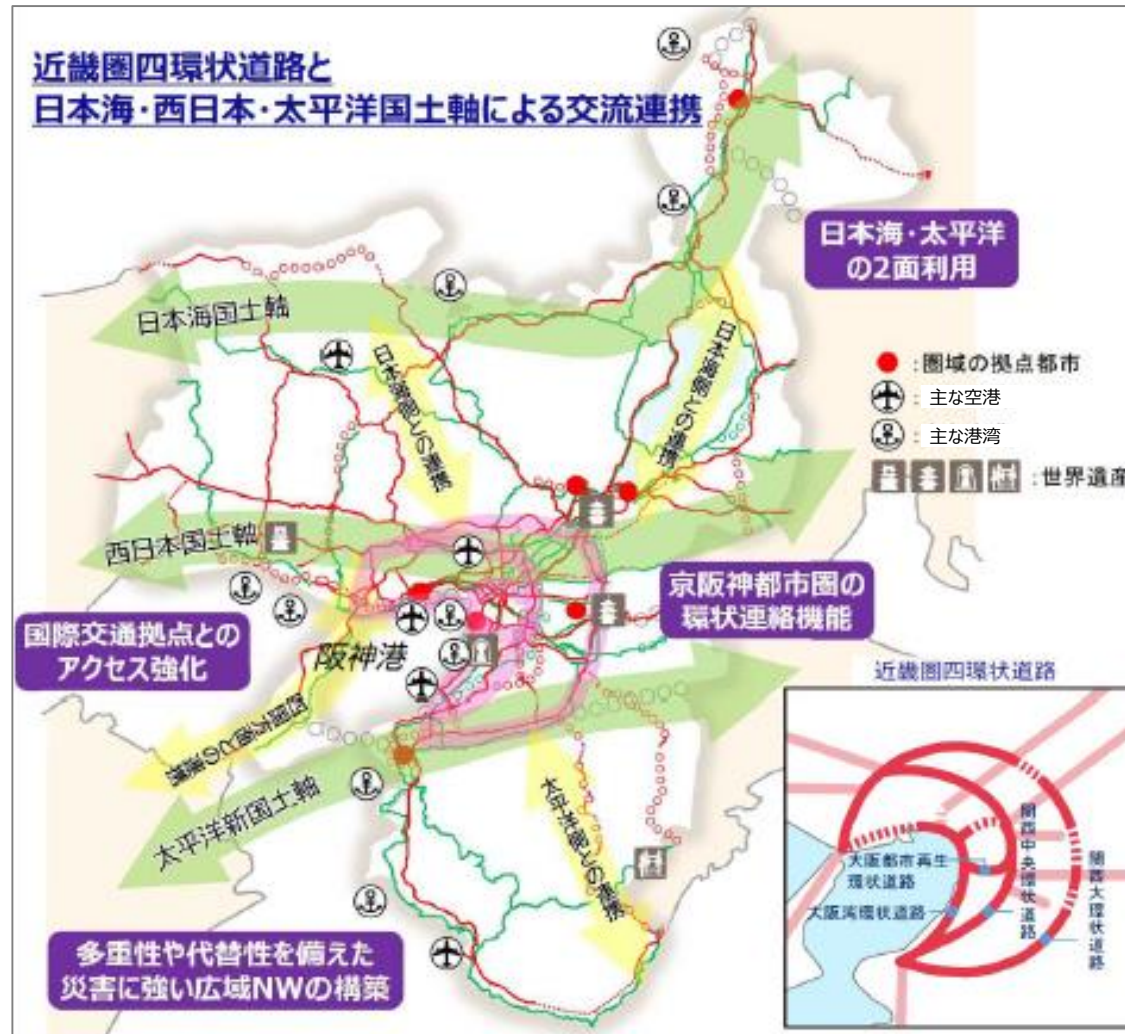 近畿圏四環状道路と
日本海・西日本・太平洋国土軸による交流連携
日本海・太平洋
の2面利用
日本海国土軸
日本海側との連携
日本海側との連携
:圏域の拠点都市
:主な空港
:主な港湾
:世界遺産
西日本国土軸
京阪神都市圏の
環状連絡機能
国際交通拠点との
アクセス強化
阪神港
近畿圏四環状道路
太平洋新国土軸
太平洋側との連携
大阪都市再生
環状道路
大阪湾環状道路
関西中央環状道路
関西大環状道路
多重性や代替性を備えた
災害に強い広域NWの構築